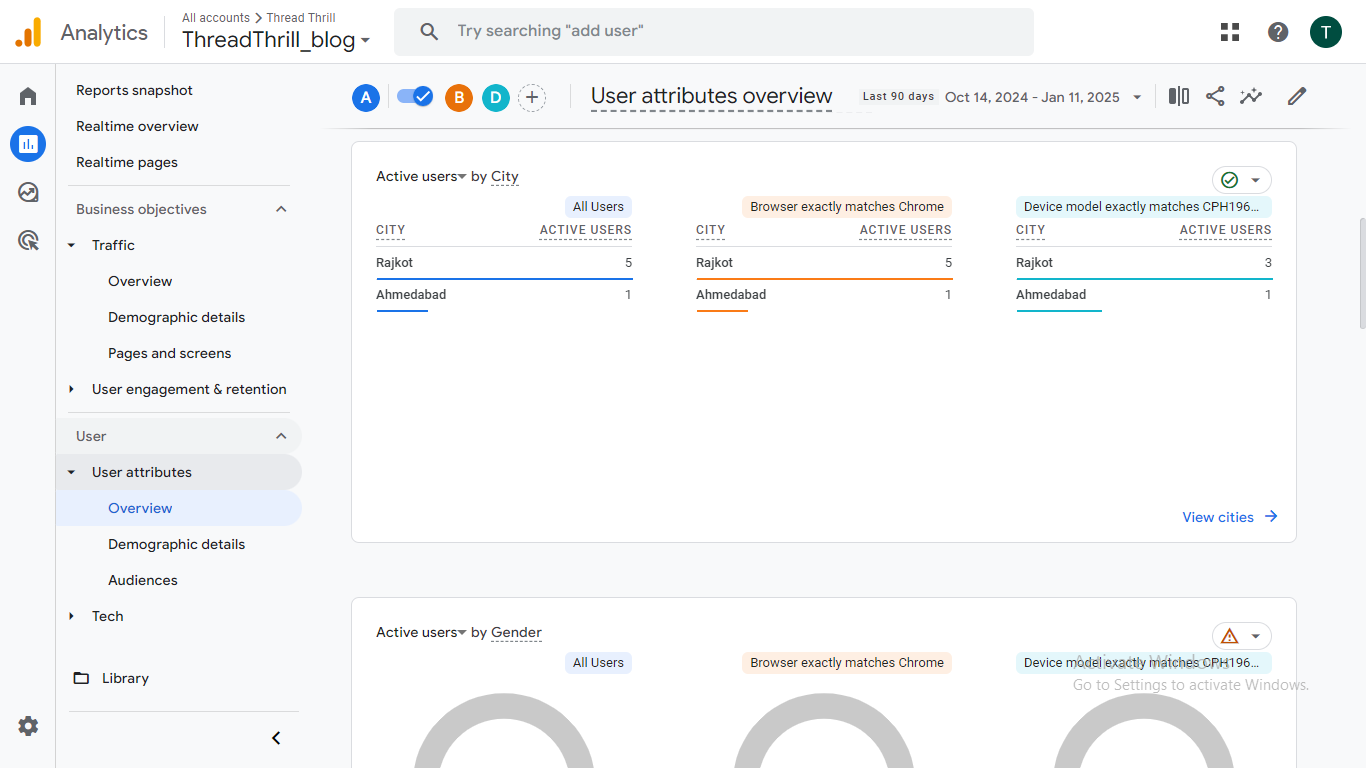 Analytics
All accounts > Thread Thrill
ThreadThrill_blog
Try searching "add user"
T
Reports snapshot
Realtime overview
Realtime pages
Business objectives
Traffic
Overview
Demographic details
Pages and screens
User engagement & retention
User
User attributes
Overview
Demographic details
Audiences
Tech
Library
A B D
User attributes overview
Last 90 days Oct 14, 2024 - Jan 11, 2025
Active users by City
All Users
CITY ACTIVE USERS
Rajkot 5
Ahmedabad 1
Browser exactly matches Chrome
CITY ACTIVE USERS
Rajkot 5
Ahmedabad 1
Device model exactly matches CPH196...
CITY ACTIVE USERS
Rajkot 3
Ahmedabad 1
View cities
Active users by Gender
All Users
Browser exactly matches Chrome
Device model exactly matches CPH196...
Activate Windows
Go to Settings to activate Windows.